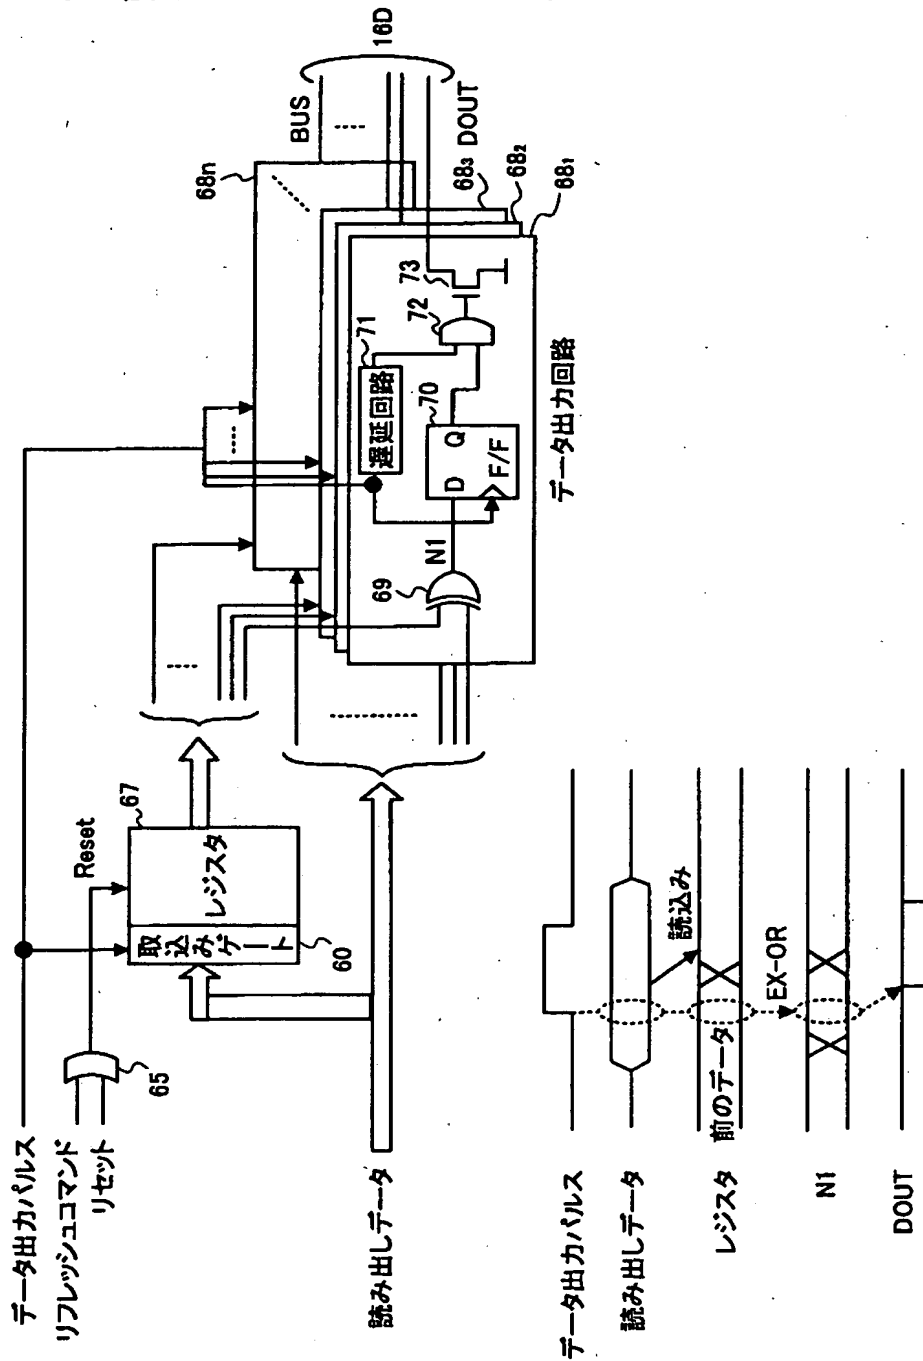 データ出力パルス
リフレッシュコマンド
リセット
65
Reset
67
取込みゲート
レジスタ
60
読み出しデータ
68n
BUS
16D
DOUT
68₃
68₂
68₁
69
N1
71
遅延回路
70
D
Q
F/F
72
73
データ出力回路
データ出力パルス
読み出しデータ
レジスタ
前のデータ
読込み
EX-OR
N1
DOUT